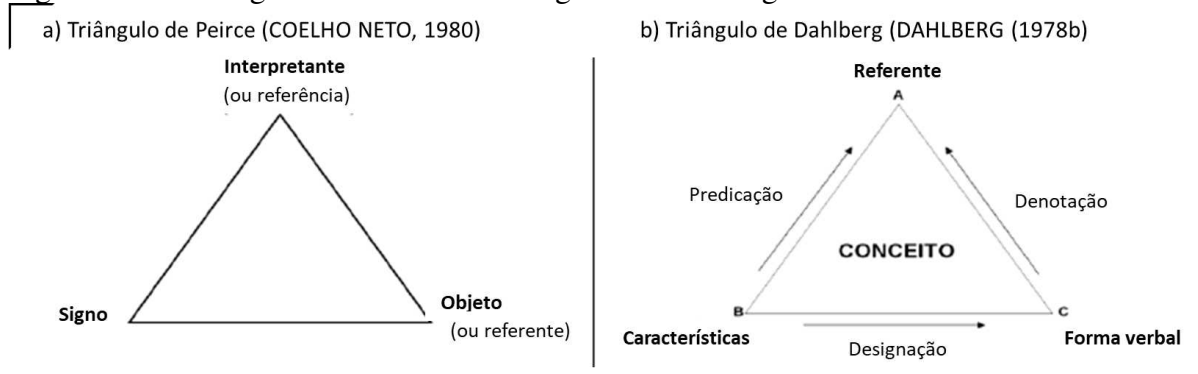 a) Triângulo de Peirce (COELHO NETO, 1980)
Interpretante
(ou referência)
Signo
Objeto
(ou referente)
b) Triângulo de Dahlberg (DAHLBERG (1978b)
Referente
A
Predicação
Denotação
CONCEITO
B
C
Características
Forma verbal
Designação